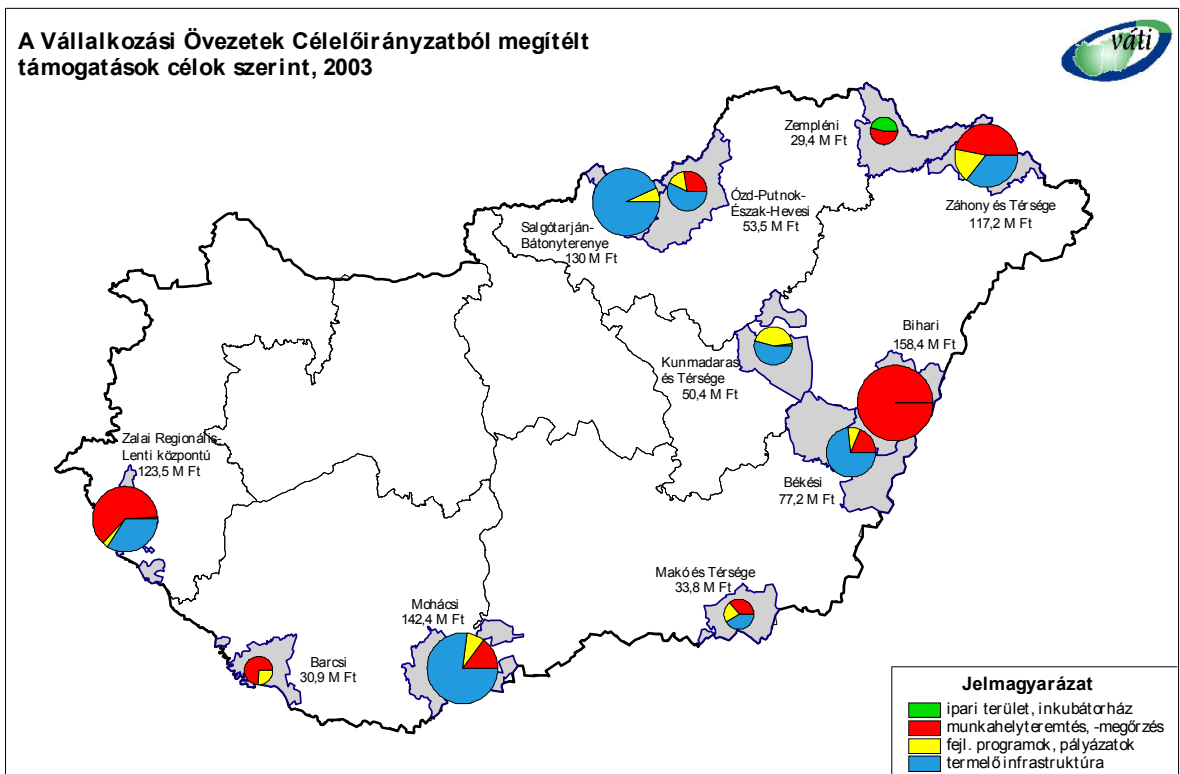 A Vállalkozási Övezetek Célelőirányzatból megítélt
támogatások célok szerint, 2003
váti
Zempléni
29,4 M Ft
Ózd-Putnok-
Észak-Hevesi
53,5 M Ft
Záhony és Térsége
117,2 M Ft
Salgótarján-
Bátonyterenye
130 M Ft
Bihari
158,4 M Ft
Kunmadaras
és Térsége
50,4 M Ft
Zalai Regionális-
Lenti központú
123,5 M Ft
Békési
77,2 M Ft
Makó és Térsége
33,8 M Ft
Mohácsi
142,4 M Ft
Barcsi
30,9 M Ft
Jelmagyarázat
ipari terület, inkubátorház
munkahelyteremtés, -megőrzés
fejl. programok, pályázatok
termelő infrastruktúra